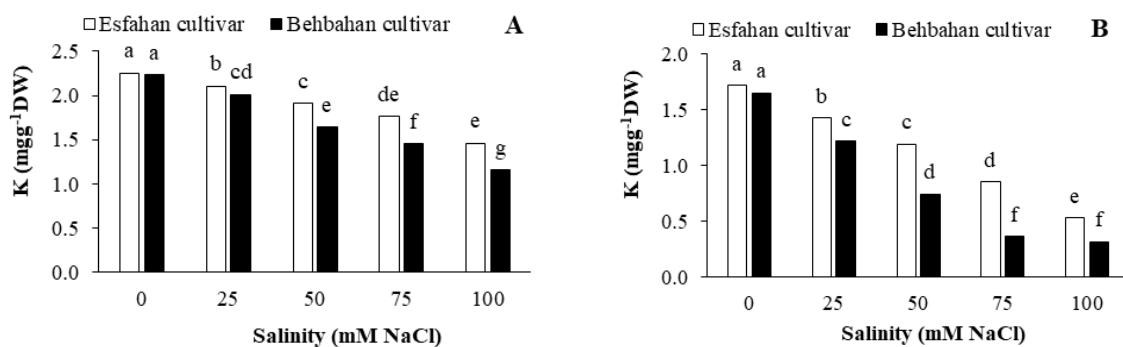 Esfahan cultivar Behbahan cultivar A
K (mgg-1DW)
2.5
2.0
1.5
1.0
0.5
0.0
a a b cd c e de f e g
0 25 50 75 100
Salinity (mM NaCl)
Esfahan cultivar Behbahan cultivar B
K (mgg-1DW)
2.0
1.5
1.0
0.5
0.0
a a b c c d d f e f
0 25 50 75 100
Salinity (mM NaCl)